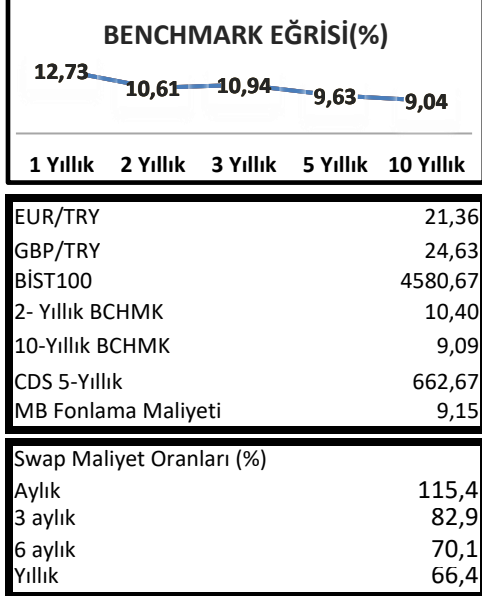 BENCHMARK EĞRİSİ(%)
12,73 10,61 10,94 9,63 9,04
1 Yıllık 2 Yıllık 3 Yıllık 5 Yıllık 10 Yıllık
EUR/TRY 21,36
GBP/TRY 24,63
BİST100 4580,67
2- Yıllık BCHMK 10,40
10-Yıllık BCHMK 9,09
CDS 5-Yıllık 662,67
MB Fonlama Maliyeti 9,15
Swap Maliyet Oranları (%)
Aylık 115,4
3 aylık 82,9
6 aylık 70,1
Yıllık 66,4